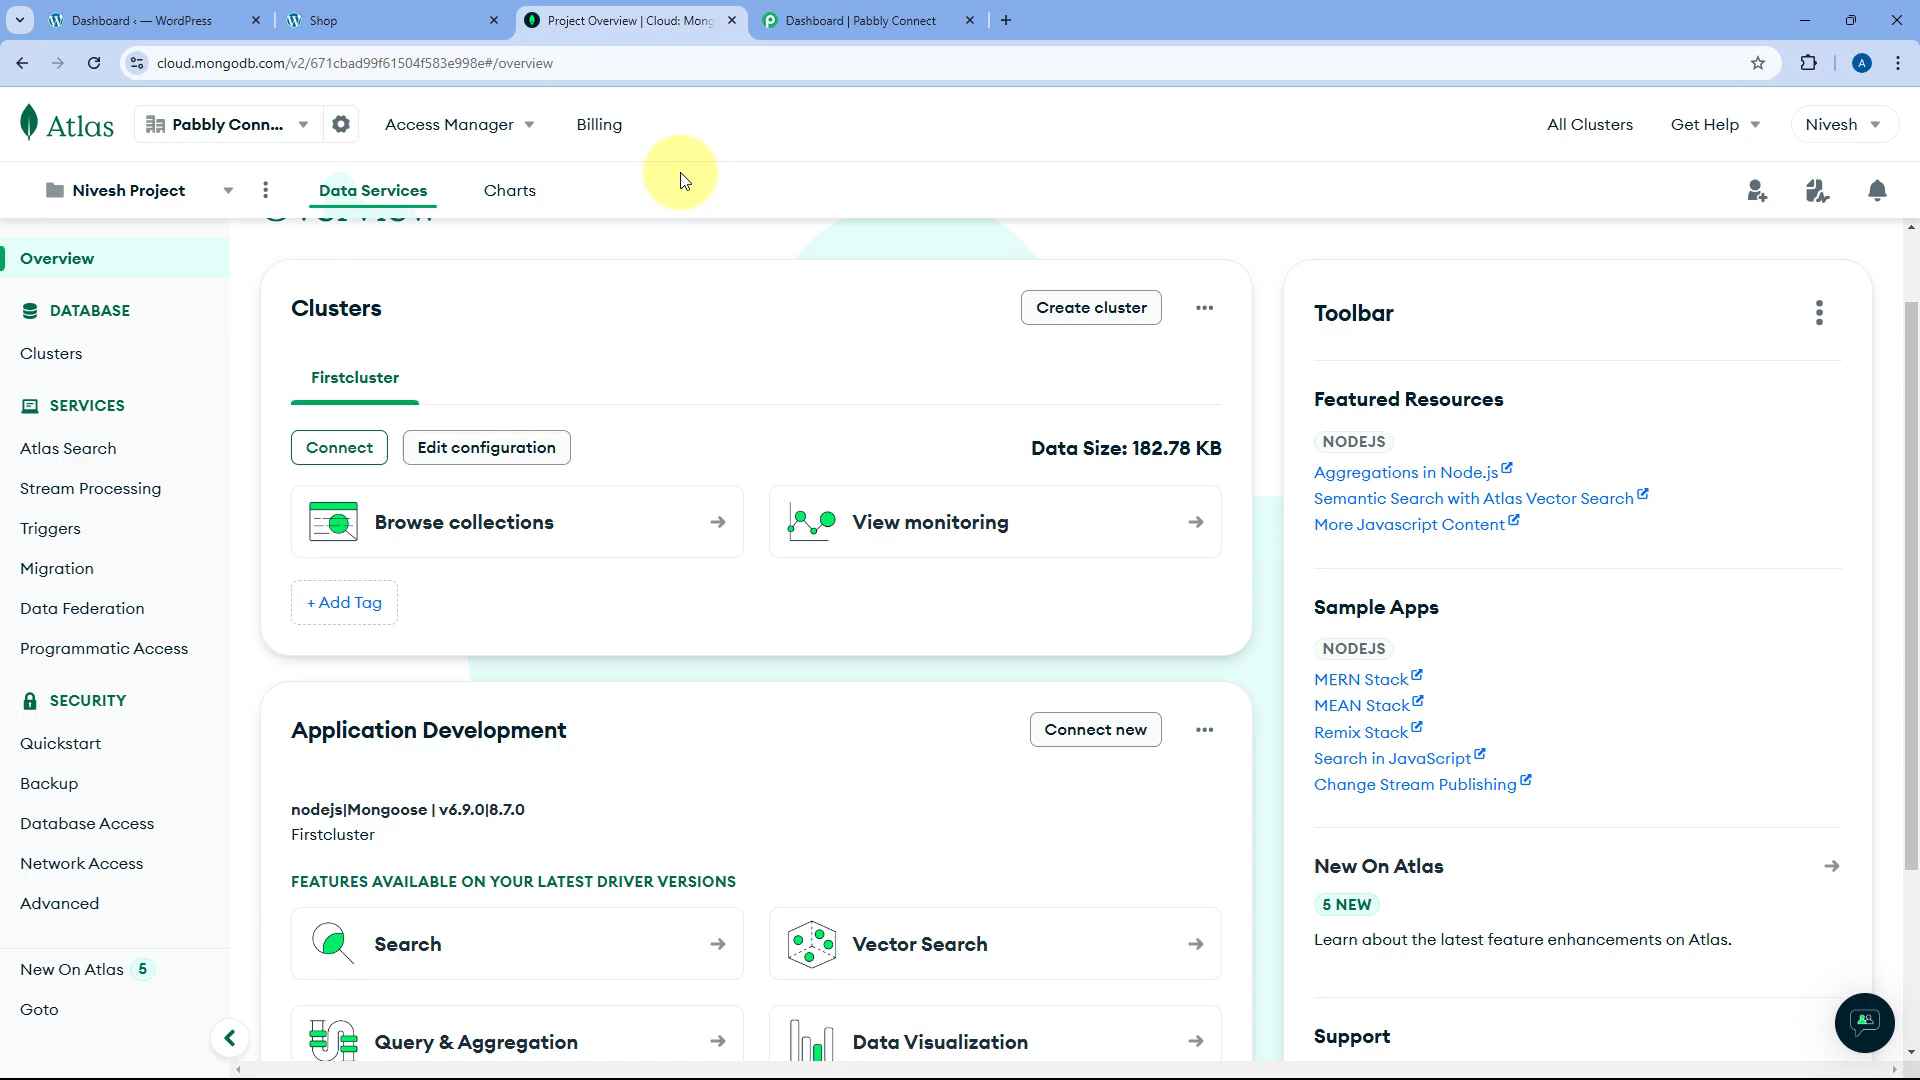 Dashboard ‹ — WordPress
Shop
Project Overview | Cloud: Mong
Dashboard | Pabbly Connect
cloud.mongodb.com/v2/671cbad99f61504f583e998e#/overview
A
Atlas
Pabbly Conn...
Access Manager
Billing
All Clusters
Get Help
Nivesh
Nivesh Project
Data Services
Charts
Overview
Overview
DATABASE
Clusters
SERVICES
Atlas Search
Stream Processing
Triggers
Migration
Data Federation
Programmatic Access
SECURITY
Quickstart
Backup
Database Access
Network Access
Advanced
New On Atlas 5
Goto
Clusters
Create cluster
Firstcluster
Connect
Edit configuration
Data Size: 182.78 KB
Browse collections
View monitoring
+ Add Tag
Application Development
Connect new
nodejs|Mongoose | v6.9.0|8.7.0
Firstcluster
FEATURES AVAILABLE ON YOUR LATEST DRIVER VERSIONS
Search
Vector Search
Query & Aggregation
Data Visualization
Toolbar
Featured Resources
NODEJS
Aggregations in Node.js
Semantic Search with Atlas Vector Search
More Javascript Content
Sample Apps
NODEJS
MERN Stack
MEAN Stack
Remix Stack
Search in JavaScript
Change Stream Publishing
New On Atlas
5 NEW
Learn about the latest feature enhancements on Atlas.
Support